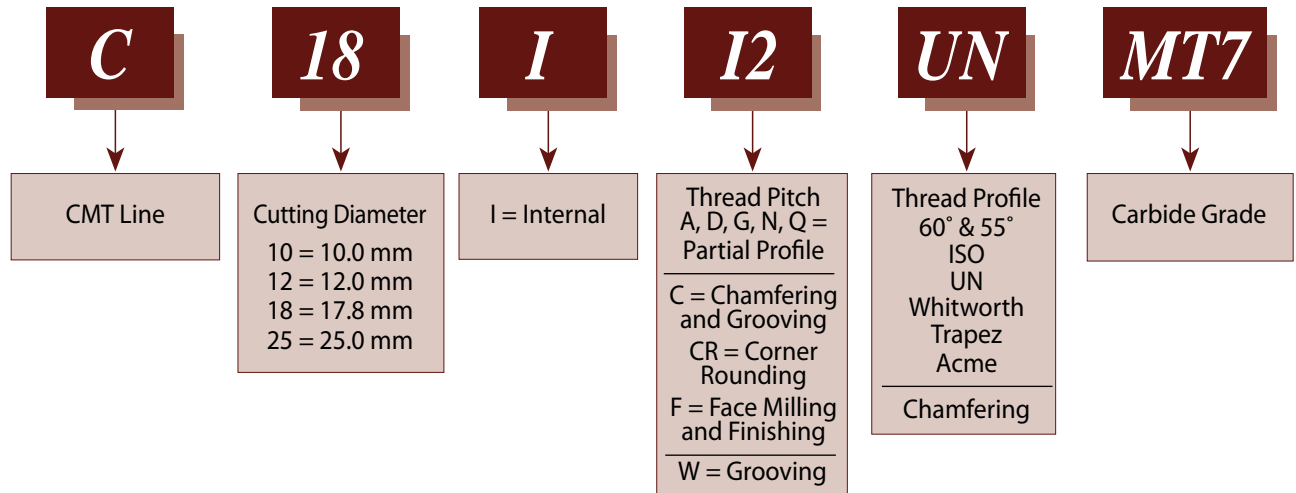 C
18
I
I2
UN
MT7
CMT Line
Cutting Diameter
10 = 10.0 mm
12 = 12.0 mm
18 = 17.8 mm
25 = 25.0 mm
I = Internal
Thread Pitch
A, D, G, N, Q =
Partial Profile
C = Chamfering
and Grooving
CR = Corner
Rounding
F = Face Milling
and Finishing
W = Grooving
Thread Profile
60° & 55°
ISO
UN
Whitworth
Trapez
Acme
Chamfering
Carbide Grade